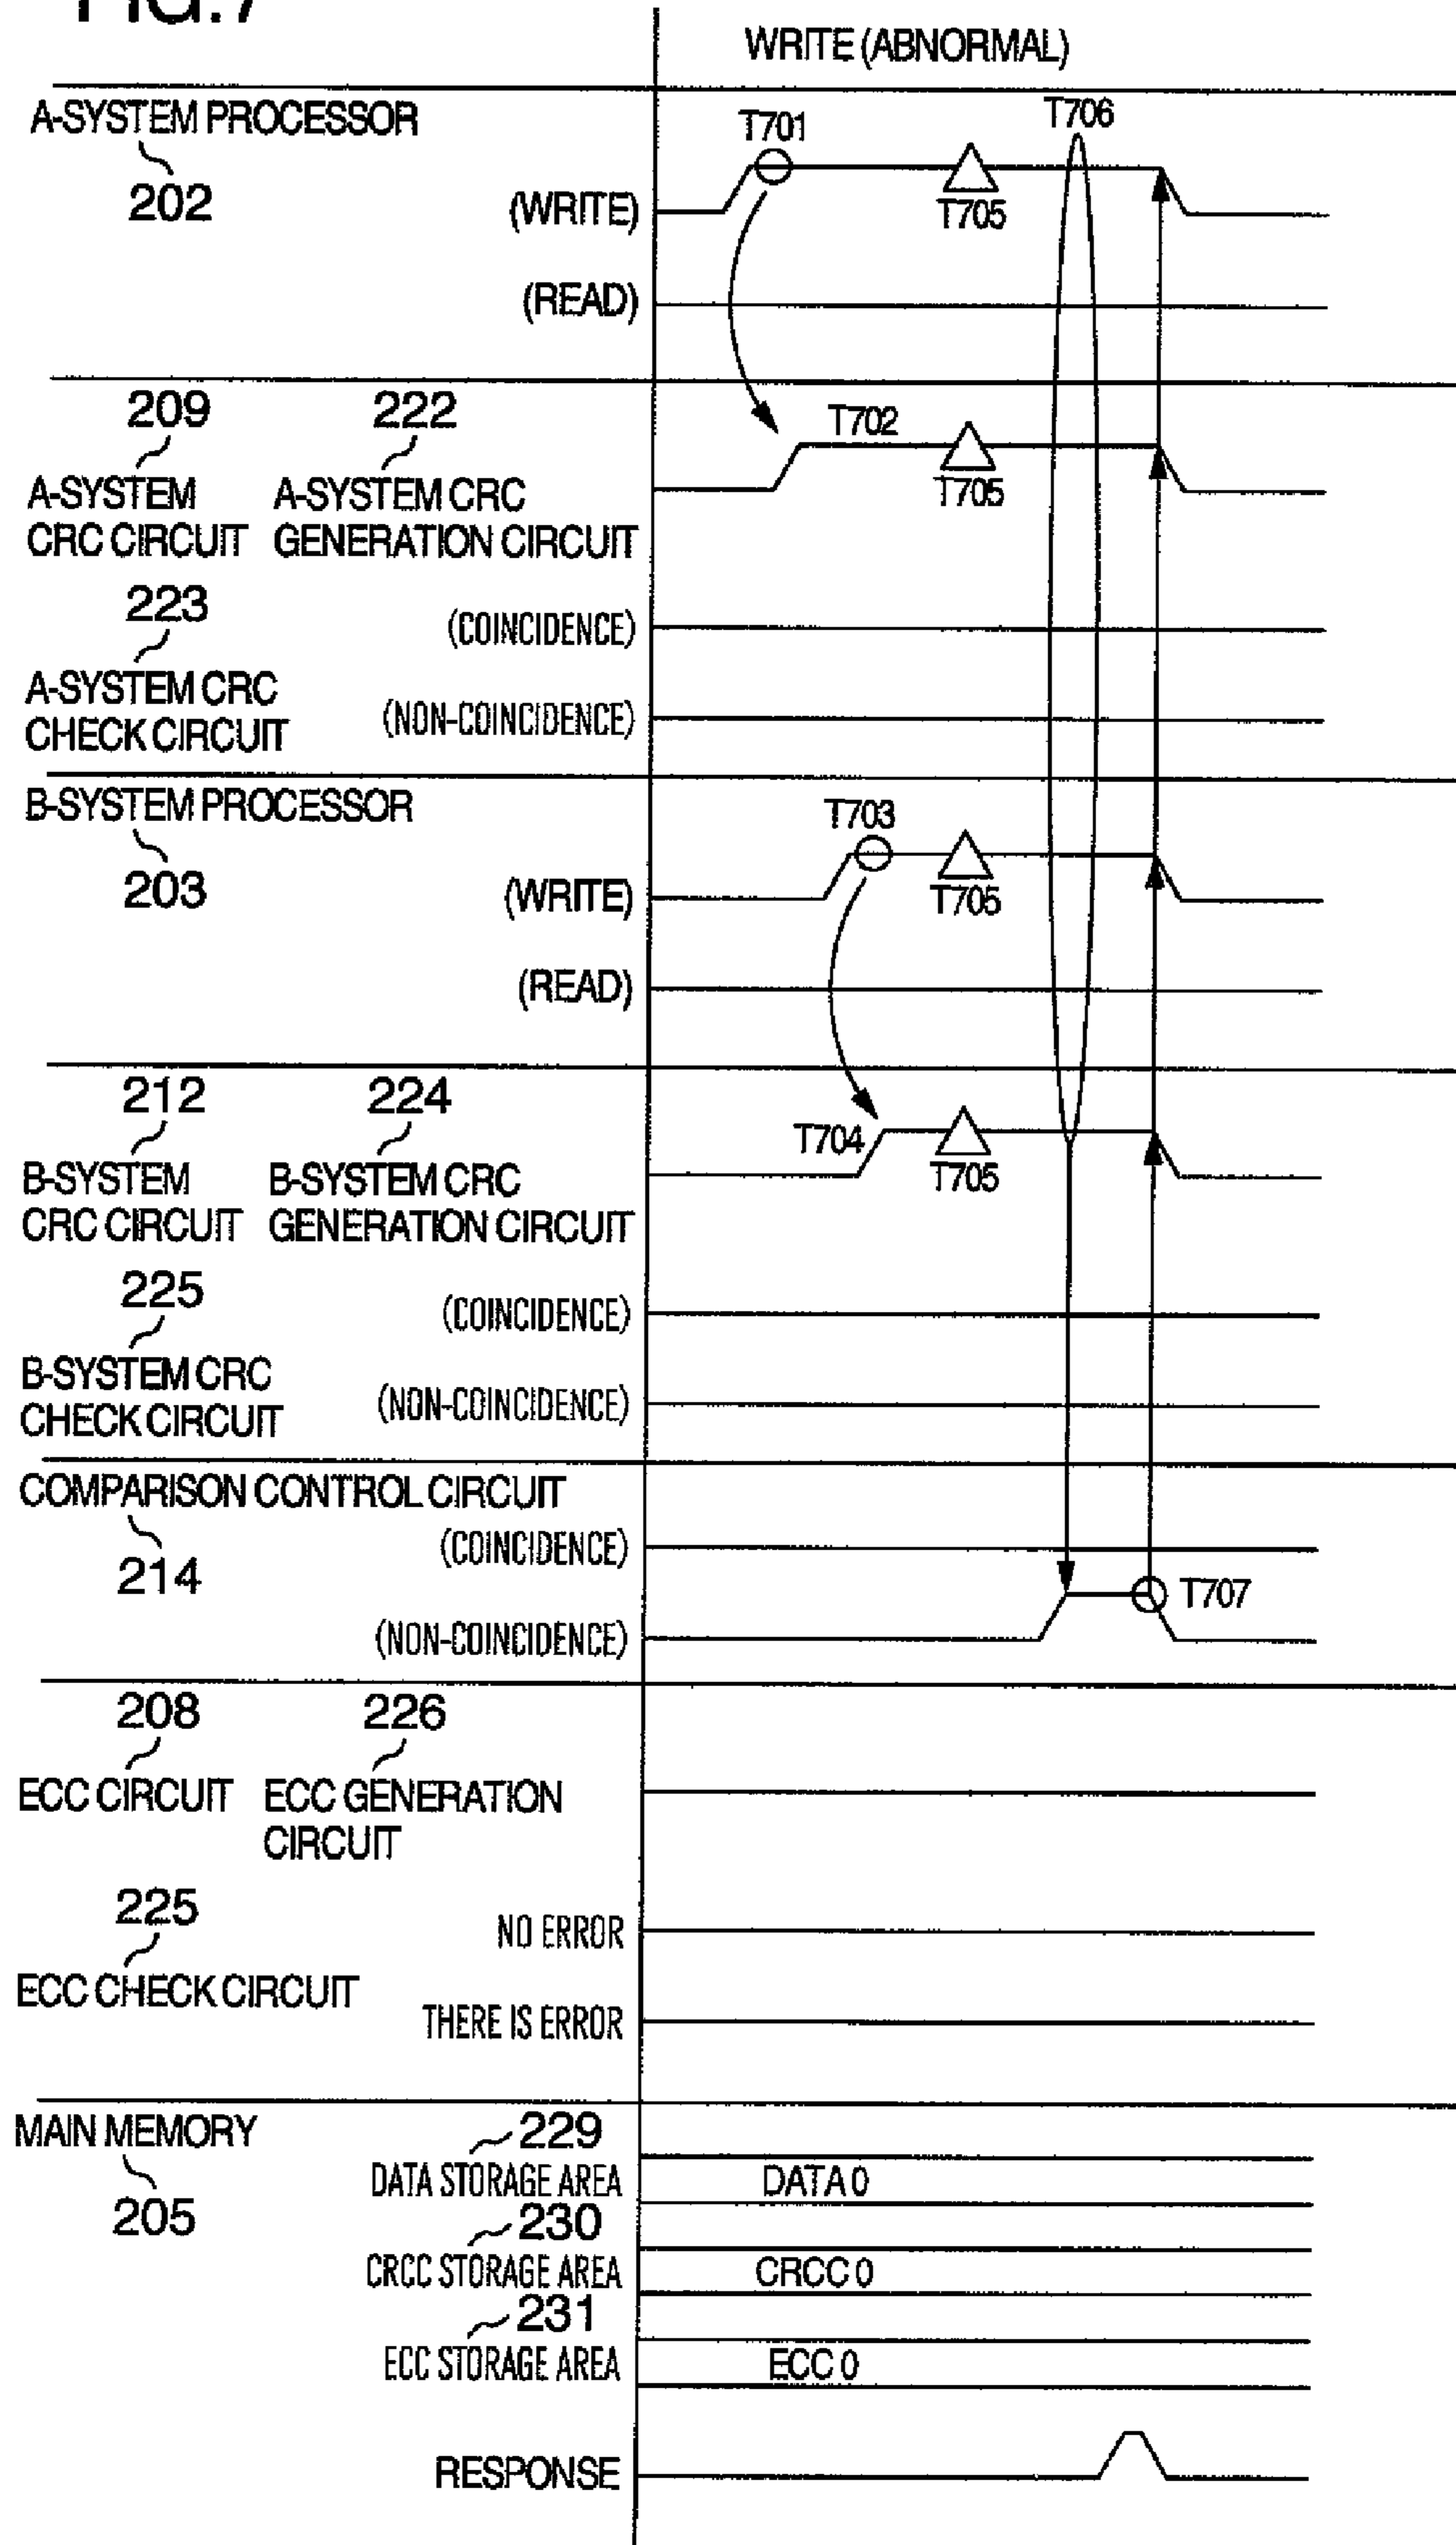 FIG.7
WRITE (ABNORMAL)
A-SYSTEM PROCESSOR
202
T701
T706
(WRITE)
T705
(READ)
209
222
T702
A-SYSTEM
CRC CIRCUIT
A-SYSTEM CRC
GENERATION CIRCUIT
T705
223
(COINCIDENCE)
A-SYSTEM CRC
CHECK CIRCUIT
(NON-COINCIDENCE)
B-SYSTEM PROCESSOR
203
T703
(WRITE)
T705
(READ)
212
224
T704
B-SYSTEM
CRC CIRCUIT
B-SYSTEM CRC
GENERATION CIRCUIT
T705
225
(COINCIDENCE)
B-SYSTEM CRC
CHECK CIRCUIT
(NON-COINCIDENCE)
COMPARISON CONTROL CIRCUIT
214
(COINCIDENCE)
T707
(NON-COINCIDENCE)
208
226
ECC CIRCUIT
ECC GENERATION
CIRCUIT
225
NO ERROR
ECC CHECK CIRCUIT
THERE IS ERROR
MAIN MEMORY
205
229
DATA STORAGE AREA
DATA 0
230
CRCC STORAGE AREA
CRCC 0
231
ECC STORAGE AREA
ECC 0
RESPONSE